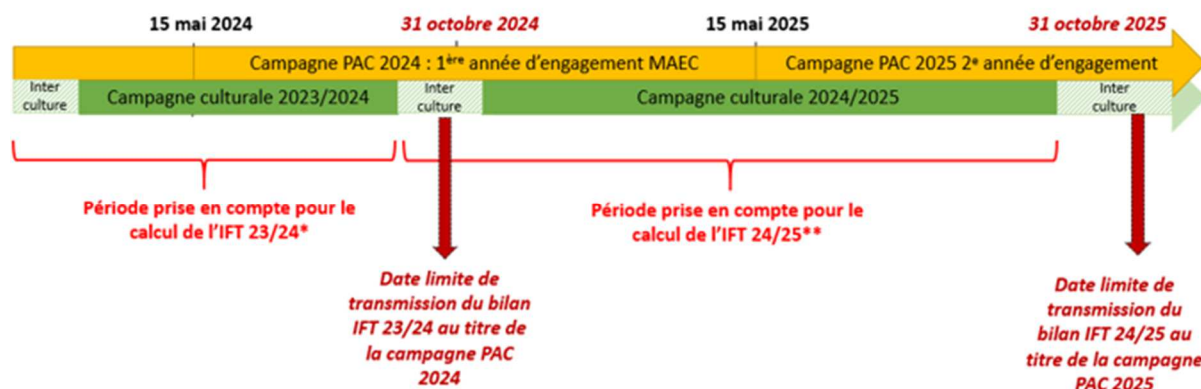 15 mai 2024
31 octobre 2024
15 mai 2025
31 octobre 2025
Campagne PAC 2024 : 1ère année d'engagement MAEC
Campagne PAC 2025 2e année d'engagement
Inter
culture
Campagne culturale 2023/2024
Inter
culture
Campagne culturale 2024/2025
Inter
culture
Période prise en compte pour le
calcul de l'IFT 23/24*
Période prise en compte pour le
calcul de l'IFT 24/25**
Date limite de
transmission du bilan
IFT 23/24 au titre de
la campagne PAC
2024
Date limite de
transmission du
bilan IFT 24/25 au
titre de la campagne
PAC 2025